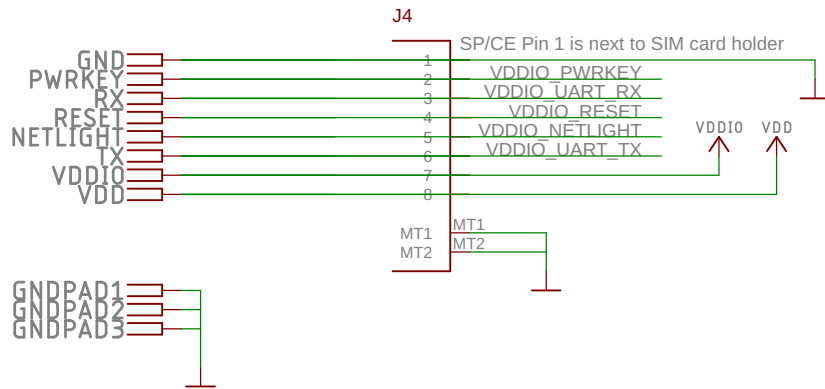 J4
SP/CE Pin 1 is next to SIM card holder
GND 1
PWRKEY 2 VDDIO_PWRKEY
RX 3 VDDIO_UART_RX
RESET 4 VDDIO_RESET
NETLIGHT 5 VDDIO_NETLIGHT VDDIO VDD
TX 6 VDDIO_UART_TX
VDDIO 7
VDD 8
MT1 MT1
MT2 MT2
GNDPAD1
GNDPAD2
GNDPAD3